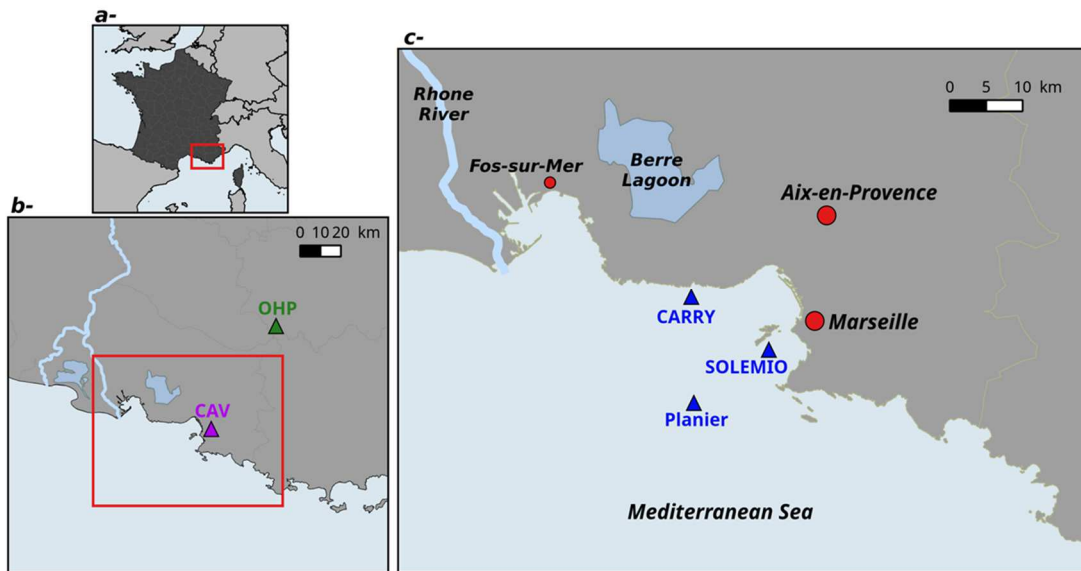 a-
b-
0 10 20 km
OHP
CAV
c-
0 5 10 km
Rhone
River
Fos-sur-Mer
Berre
Lagoon
Aix-en-Provence
CARRY
Marseille
SOLEMIO
Planier
Mediterranean Sea